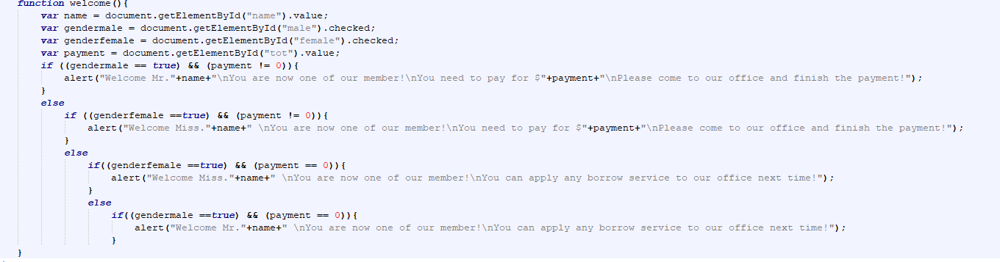 function welcome(){
    var name = document.getElementById("name").value;
    var gendermale = document.getElementById("male").checked;
    var genderfemale = document.getElementById("female").checked;
    var payment = document.getElementById("tot").value;
    if ((gendermale == true) && (payment != 0)){
        alert("Welcome Mr."+name+"\nYou are now one of our member!\nYou need to pay for $"+payment+"\nPlease come to our office and finish the payment!");
    }
    else
        if ((genderfemale ==true) && (payment != 0)){
            alert("Welcome Miss."+name+" \nYou are now one of our member!\nYou need to pay for $"+payment+"\nPlease come to our office and finish the payment!");
        }
        else
            if((genderfemale ==true) && (payment == 0)){
                alert("Welcome Miss."+name+" \nYou are now one of our member!\nYou can apply any borrow service to our office next time!");
            }
            else
                if((gendermale ==true) && (payment == 0)){
                    alert("Welcome Mr."+name+" \nYou are now one of our member!\nYou can apply any borrow service to our office next time!");
                }
}